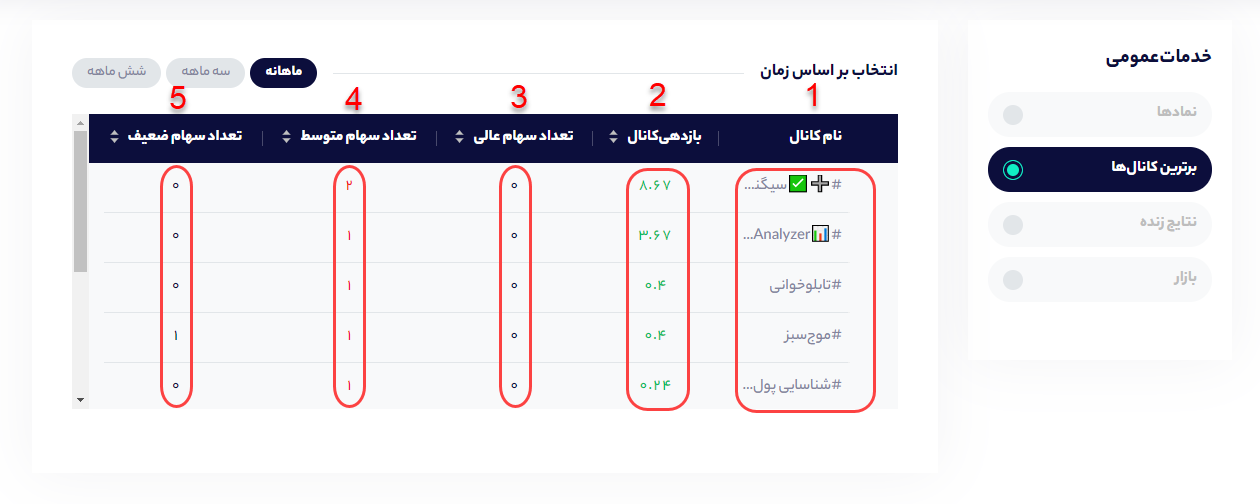 خدمات عمومی
نمادها
برترین کانال‌ها
نتایج زنده
بازار
انتخاب بر اساس زمان
ماهانه سه ماهه شش ماهه
1 2 3 4 5
نام کانال بازدهی کانال تعداد سهام عالی تعداد سهام متوسط تعداد سهام ضعیف
#➕✅سیگنـ... ۸.۶۷ ۰ ۲ ۰
#📊Analyzer... ۳.۶۷ ۰ ۱ ۰
#تابلوخوانی ۰.۴ ۰ ۱ ۰
#موج‌سبز ۰.۴ ۰ ۱ ۱
#شناسایی پول... ۰.۲۴ ۰ ۱ ۰